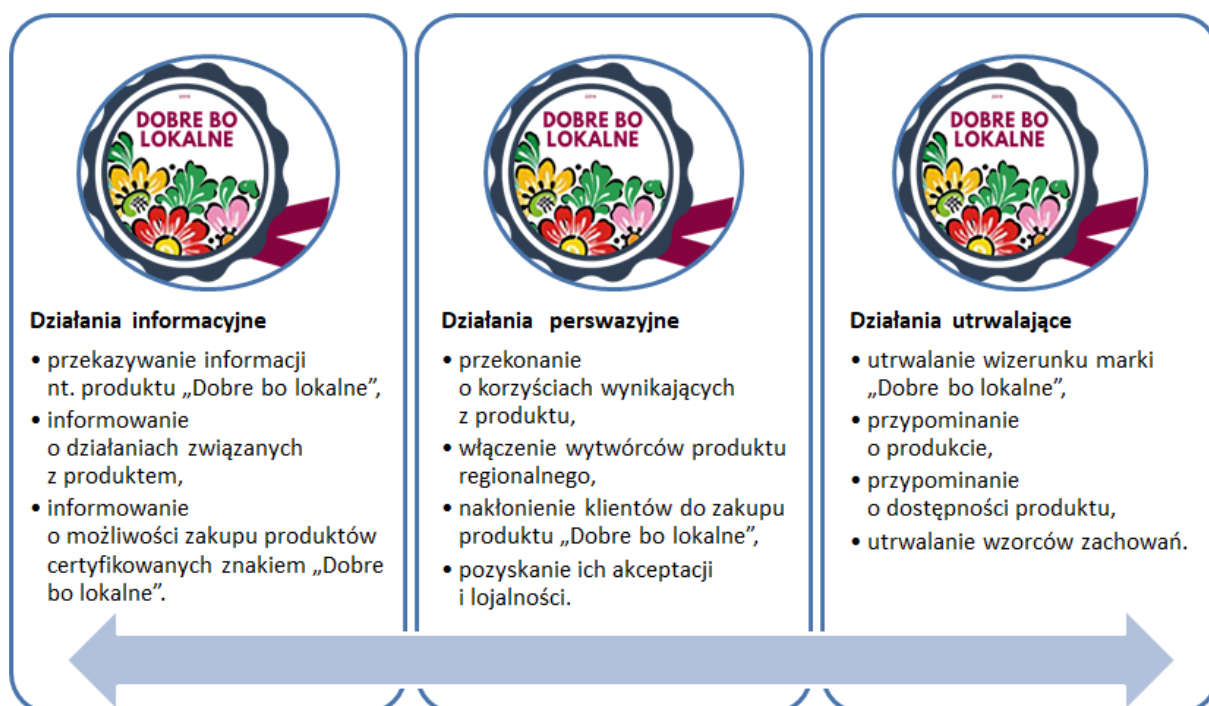 DOBRE BO
LOKALNE
Działania informacyjne
• przekazywanie informacji
nt. produktu „Dobre bo lokalne”,
• informowanie
o działaniach związanych
z produktem,
• informowanie
o możliwości zakupu produktów
certyfikowanych znakiem „Dobre
bo lokalne”.
DOBRE BO
LOKALNE
Działania perswazyjne
• przekonanie
o korzyściach wynikających
z produktu,
• włączenie wytwórców produktu
regionalnego,
• nakłonienie klientów do zakupu
produktu „Dobre bo lokalne”,
• pozyskanie ich akceptacji
i lojalności.
DOBRE BO
LOKALNE
Działania utrwalające
• utrwalanie wizerunku marki
„Dobre bo lokalne”,
• przypominanie
o produkcie,
• przypominanie
o dostępności produktu,
• utrwalanie wzorców zachowań.